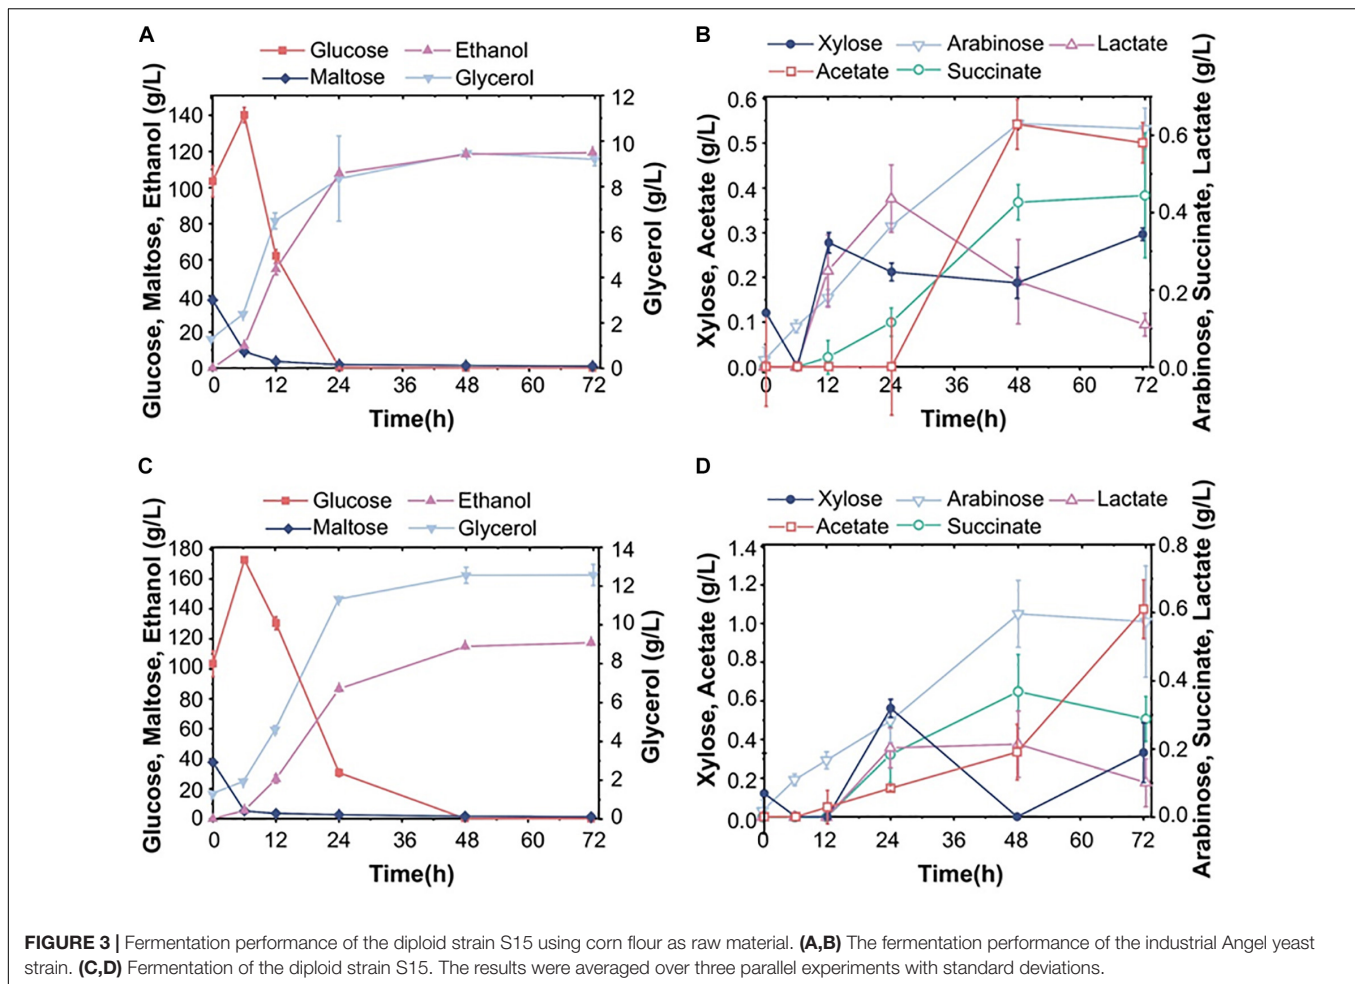 A
Glucose Ethanol
Maltose Glycerol
Glucose, Maltose, Ethanol (g/L)
140
120
100
80
60
40
20
0
12
10
8
6
4
2
0
Glycerol (g/L)
0 12 24 36 48 60 72
Time(h)
B
Xylose Arabinose Lactate
Acetate Succinate
Xylose, Acetate (g/L)
0.6
0.5
0.4
0.3
0.2
0.1
0.0
0.6
0.4
0.2
0.0
Arabinose, Succinate, Lactate (g/L)
0 12 24 36 48 60 72
Time(h)
C
Glucose Ethanol
Maltose Glycerol
Glucose, Maltose, Ethanol (g/L)
180
160
140
120
100
80
60
40
20
0
14
12
10
8
6
4
2
0
Glycerol (g/L)
0 12 24 36 48 60 72
Time(h)
D
Xylose Arabinose Lactate
Acetate Succinate
Xylose, Acetate (g/L)
1.4
1.2
1.0
0.8
0.6
0.4
0.2
0.0
0.8
0.6
0.4
0.2
0.0
Arabinose, Succinate, Lactate (g/L)
0 12 24 36 48 60 72
Time(h)
FIGURE 3 | Fermentation performance of the diploid strain S15 using corn flour as raw material. (A,B) The fermentation performance of the industrial Angel yeast
strain. (C,D) Fermentation of the diploid strain S15. The results were averaged over three parallel experiments with standard deviations.